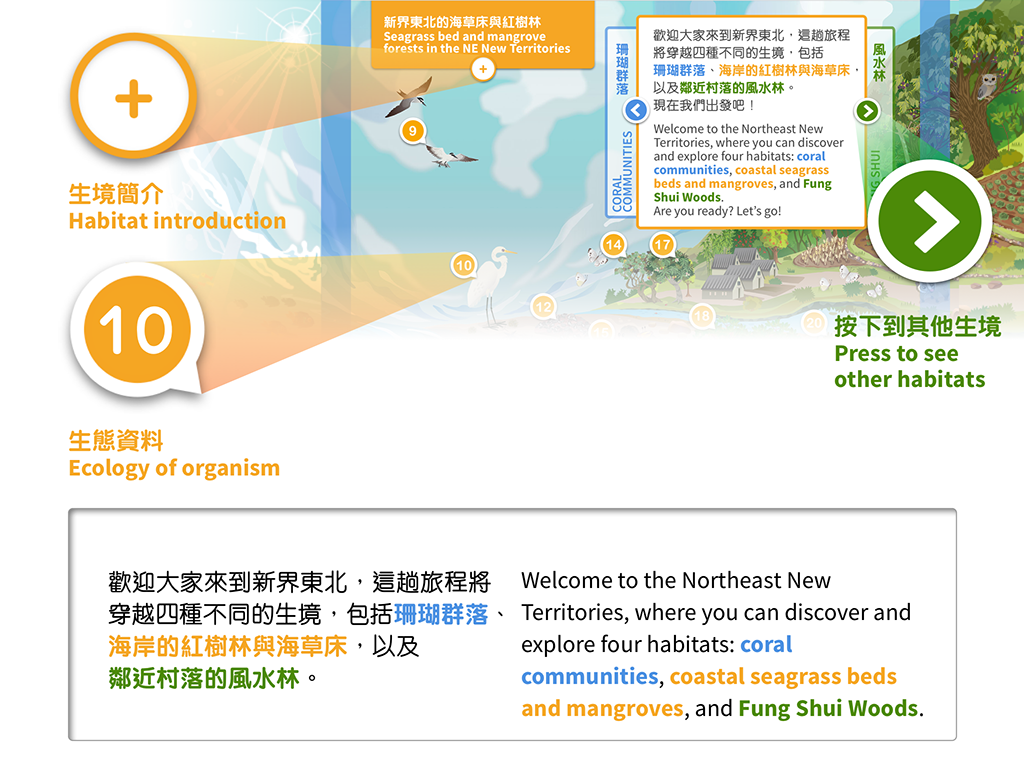 新界東北的海草床與紅樹林
Seagrass bed and mangrove
forests in the NE New Territories
+
+
生境簡介
Habitat introduction
珊瑚群落
CORAL
COMMUNITIES
歡迎大家來到新界東北，這趟旅程
將穿越四種不同的生境，包括
珊瑚群落、海岸的紅樹林與海草床，
以及鄰近村落的風水林。
現在我們出發吧！
Welcome to the Northeast New
Territories, where you can discover
and explore four habitats: coral
communities, coastal seagrass
beds and mangroves, and Fung
Shui Woods.
Are you ready? Let's go!
風水林
SHUI
9
10
14
17
12
18
20
10
生態資料
Ecology of organism
按下到其他生境
Press to see
other habitats
歡迎大家來到新界東北，這趟旅程將
穿越四種不同的生境，包括珊瑚群落、
海岸的紅樹林與海草床，以及
鄰近村落的風水林。
Welcome to the Northeast New
Territories, where you can discover and
explore four habitats: coral
communities, coastal seagrass beds
and mangroves, and Fung Shui Woods.